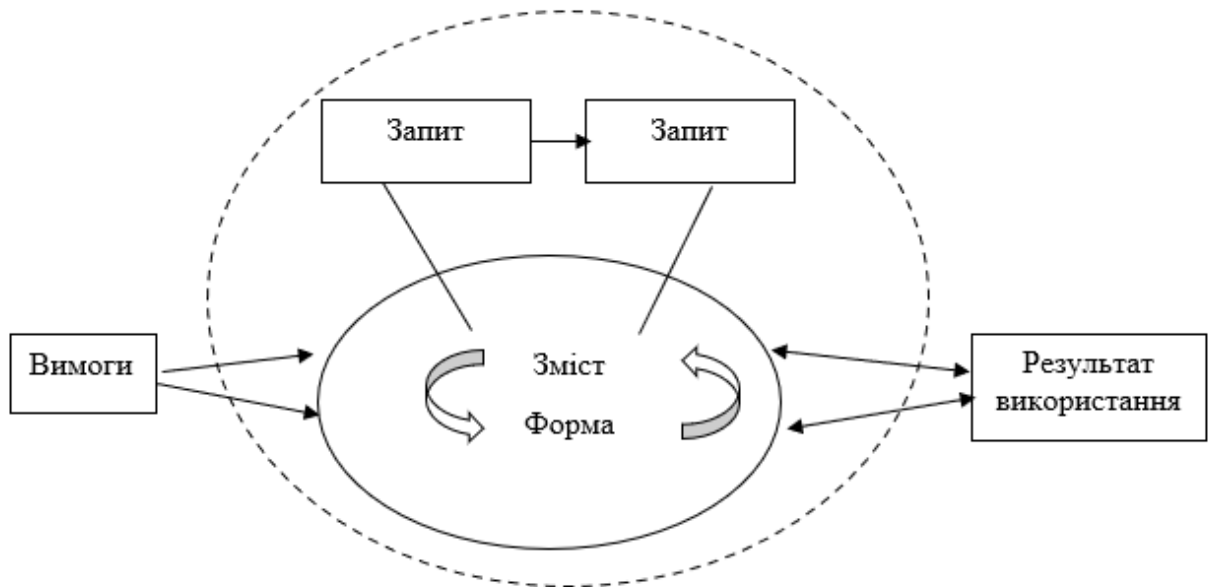 Запит
Запит
Вимоги
Зміст
Форма
Результат
використання